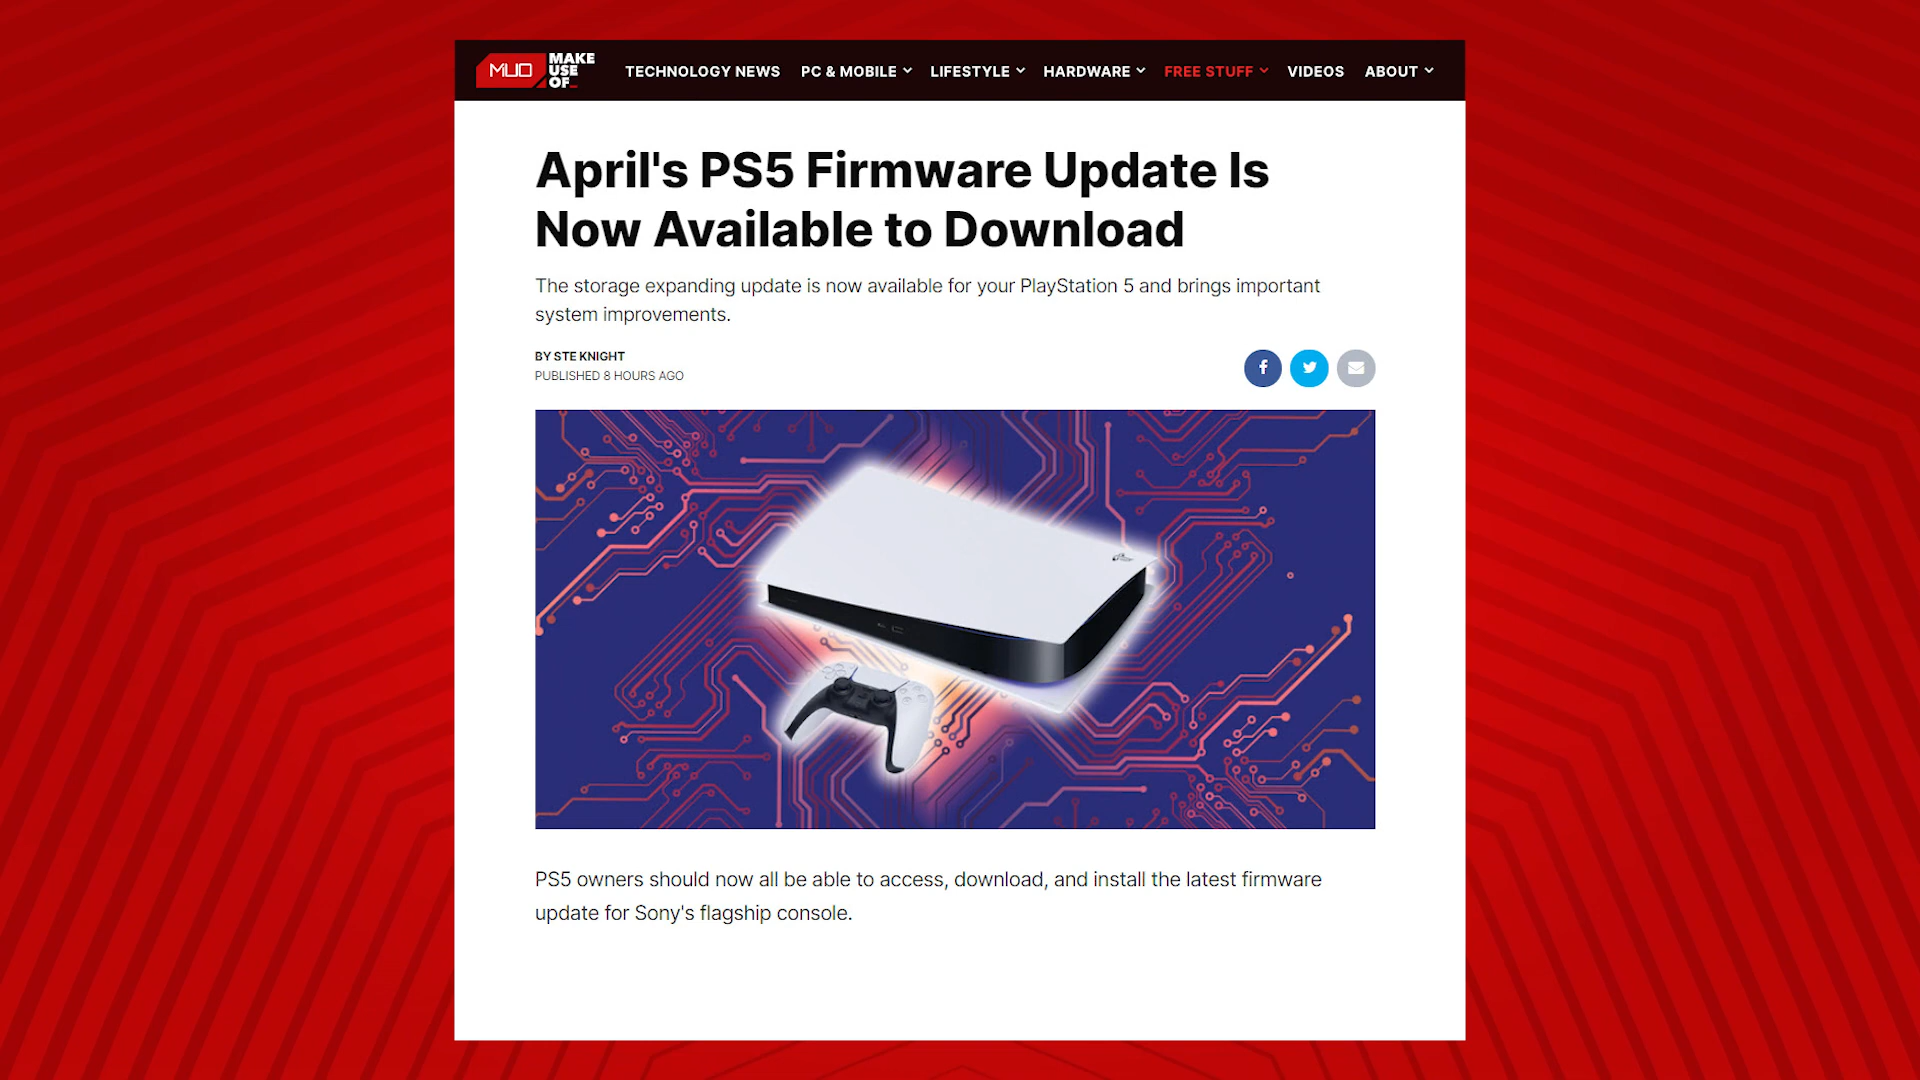 MUO MAKE
USE
OF_
TECHNOLOGY NEWS PC & MOBILE LIFESTYLE HARDWARE FREE STUFF VIDEOS ABOUT
April's PS5 Firmware Update Is
Now Available to Download
The storage expanding update is now available for your PlayStation 5 and brings important
system improvements.
BY STE KNIGHT
PUBLISHED 8 HOURS AGO
PS5 owners should now all be able to access, download, and install the latest firmware
update for Sony's flagship console.